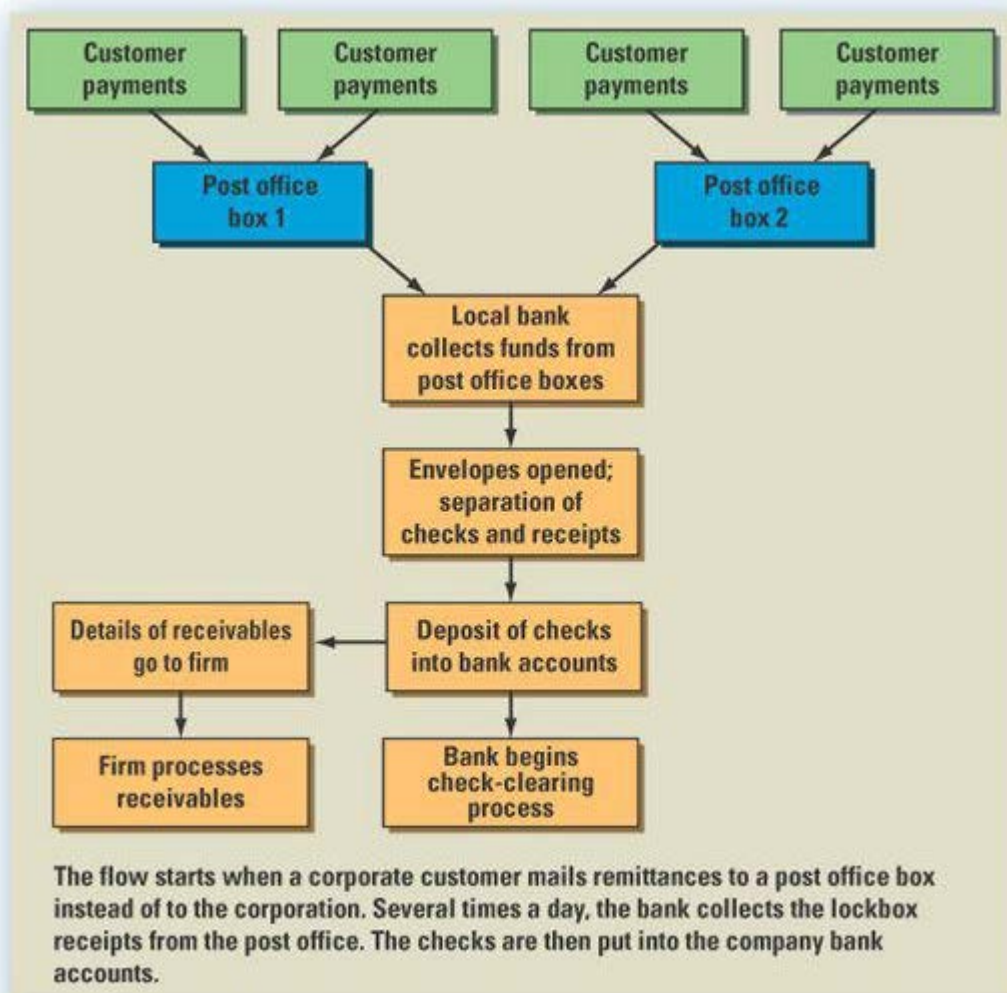 Customer
payments
Customer
payments
Customer
payments
Customer
payments
Post office
box 1
Post office
box 2
Local bank
collects funds from
post office boxes
Envelopes opened;
separation of
checks and receipts
Details of receivables
go to firm
Deposit of checks
into bank accounts
Firm processes
receivables
Bank begins
check-clearing
process
The flow starts when a corporate customer mails remittances to a post office box
instead of to the corporation. Several times a day, the bank collects the lockbox
receipts from the post office. The checks are then put into the company bank
accounts.